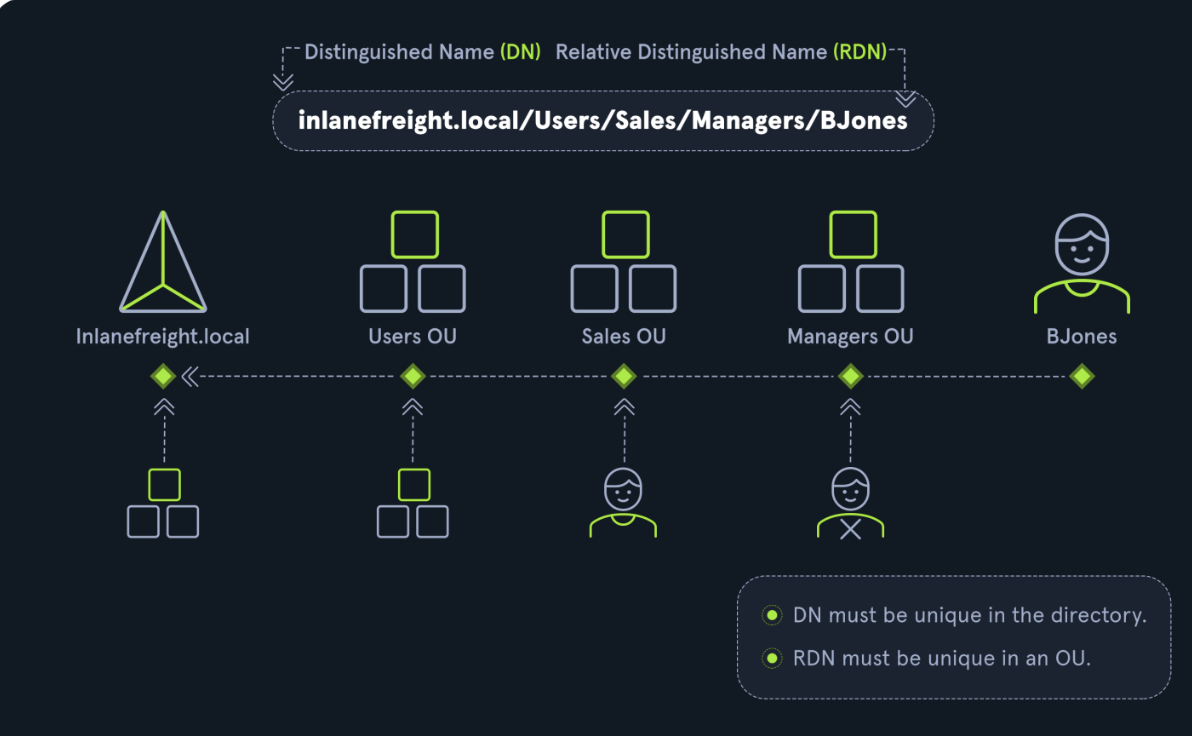 Distinguished Name (DN) Relative Distinguished Name (RDN)
inlanefreight.local/Users/Sales/Managers/BJones
Inlanefreight.local
Users OU
Sales OU
Managers OU
BJones
DN must be unique in the directory.
RDN must be unique in an OU.